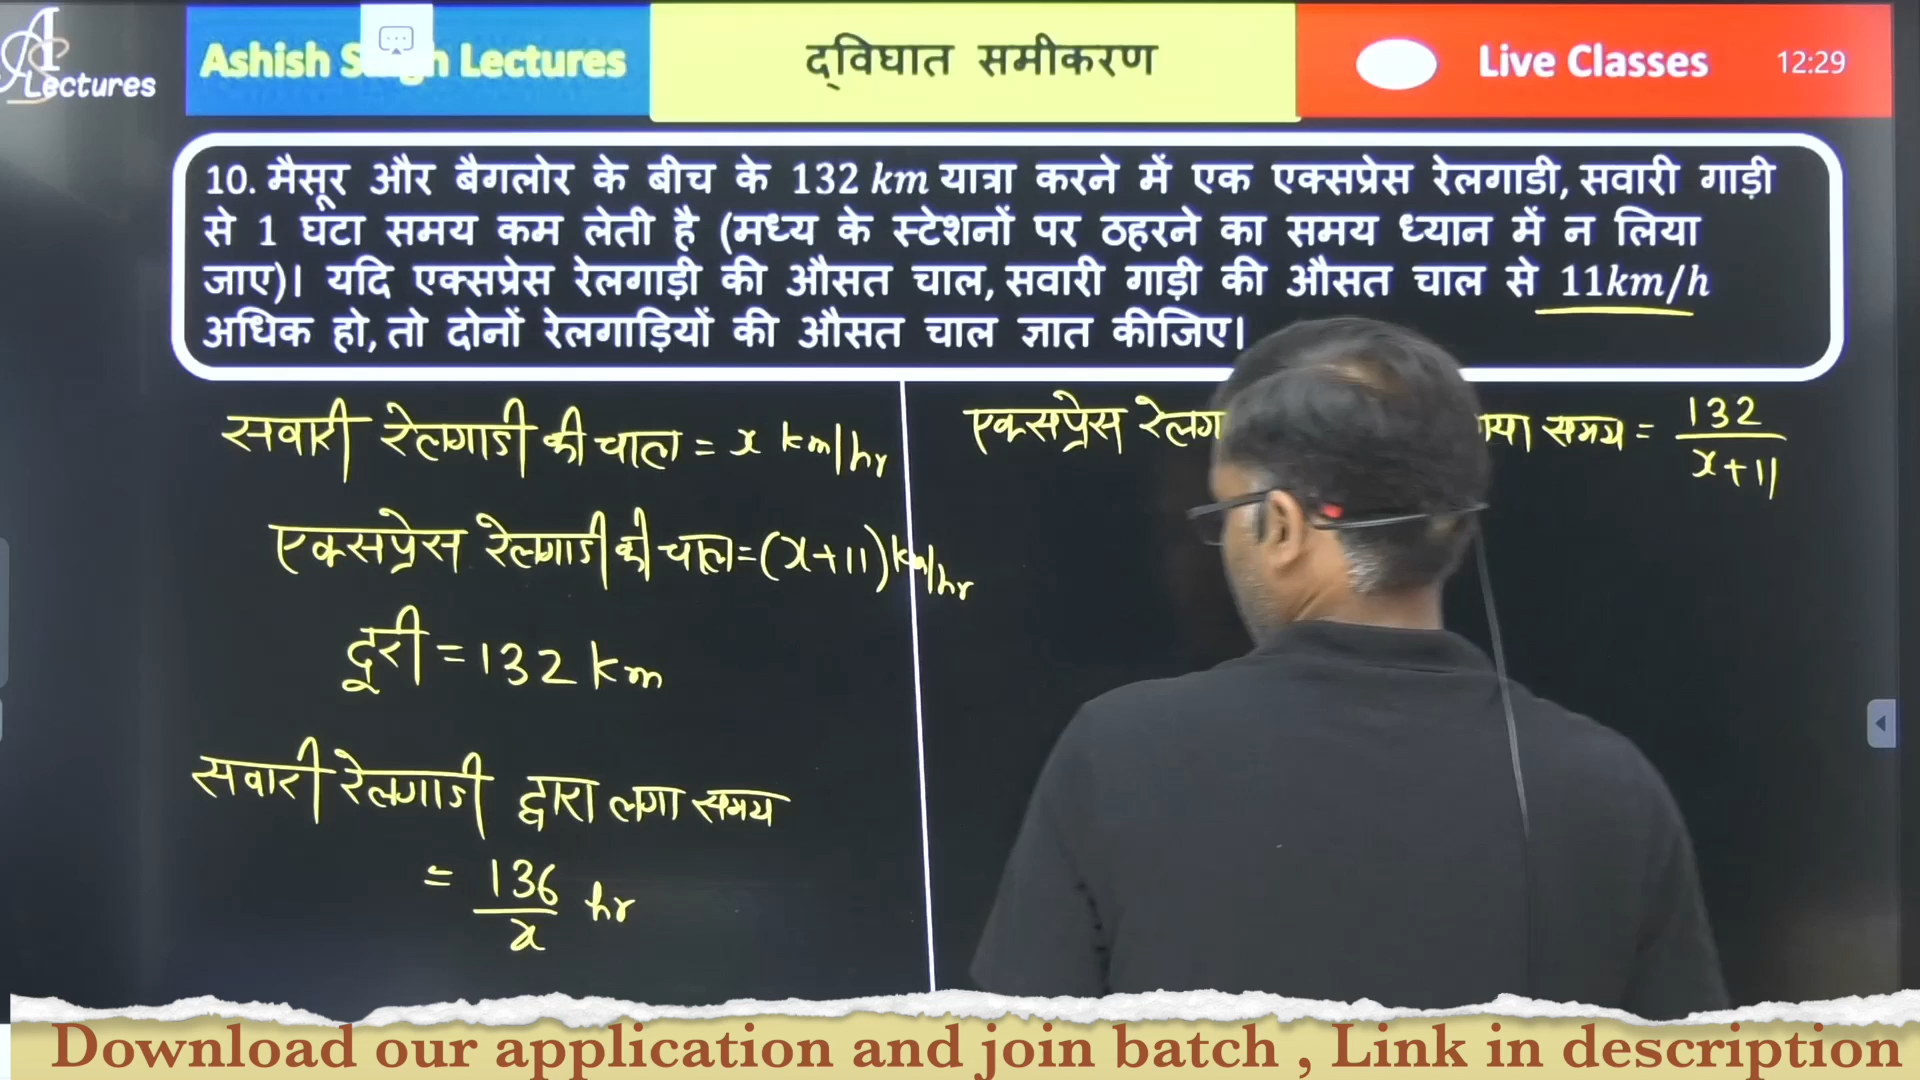 AS Lectures
Ashish S gh Lectures
द्विघात समीकरण
Live Classes
12:29
10. मैसूर और बैगलोर के बीच के 132 km यात्रा करने में एक एक्सप्रेस रेलगाडी, सवारी गाड़ी
से 1 घंटा समय कम लेती है (मध्य के स्टेशनों पर ठहरने का समय ध्यान में न लिया
जाए)। यदि एक्सप्रेस रेलगाड़ी की औसत चाल, सवारी गाड़ी की औसत चाल से 11km/h
अधिक हो, तो दोनों रेलगाड़ियों की औसत चाल ज्ञात कीजिए।
सवारी रेलगाडी की चाल = x km/hr
एक्सप्रेस रेलगाडी की चाल = (x+11) km/hr
दूरी = 132 km
सवारी रेलगाडी द्वारा लगा समय
= 136/x hr
एक्सप्रेस समय = 132/(x+11)
Download our application and join batch , Link in description